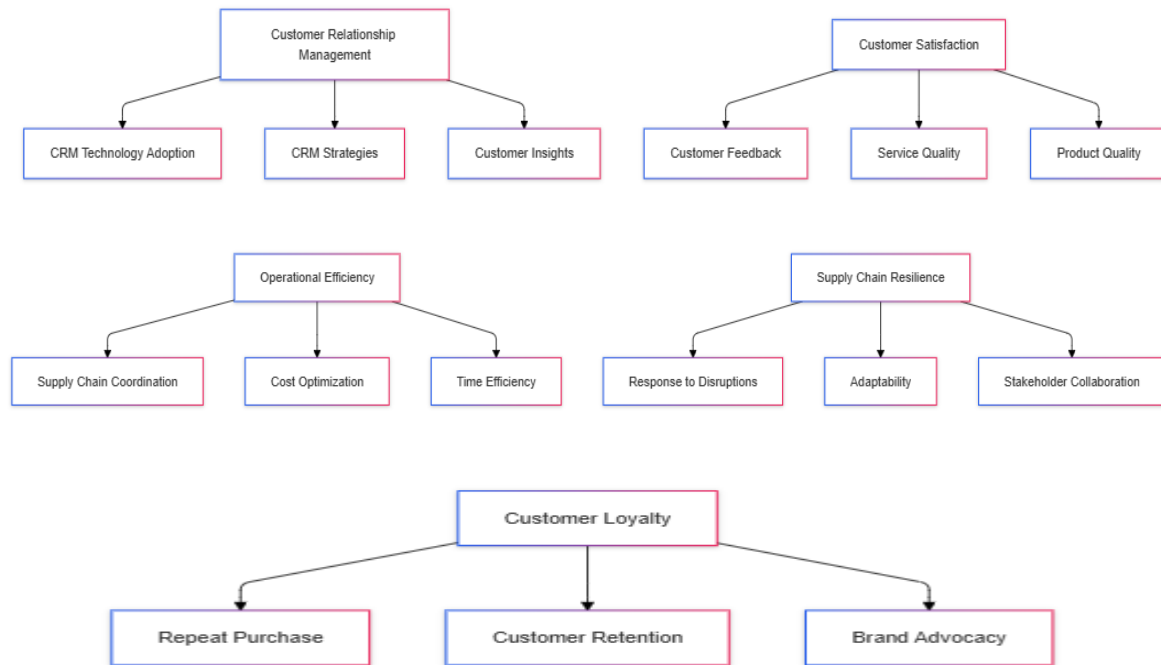 Customer Relationship
Management
Customer Satisfaction
CRM Technology Adoption
CRM Strategies
Customer Insights
Customer Feedback
Service Quality
Product Quality
Operational Efficiency
Supply Chain Resilience
Supply Chain Coordination
Cost Optimization
Time Efficiency
Response to Disruptions
Adaptability
Stakeholder Collaboration
Customer Loyalty
Repeat Purchase
Customer Retention
Brand Advocacy